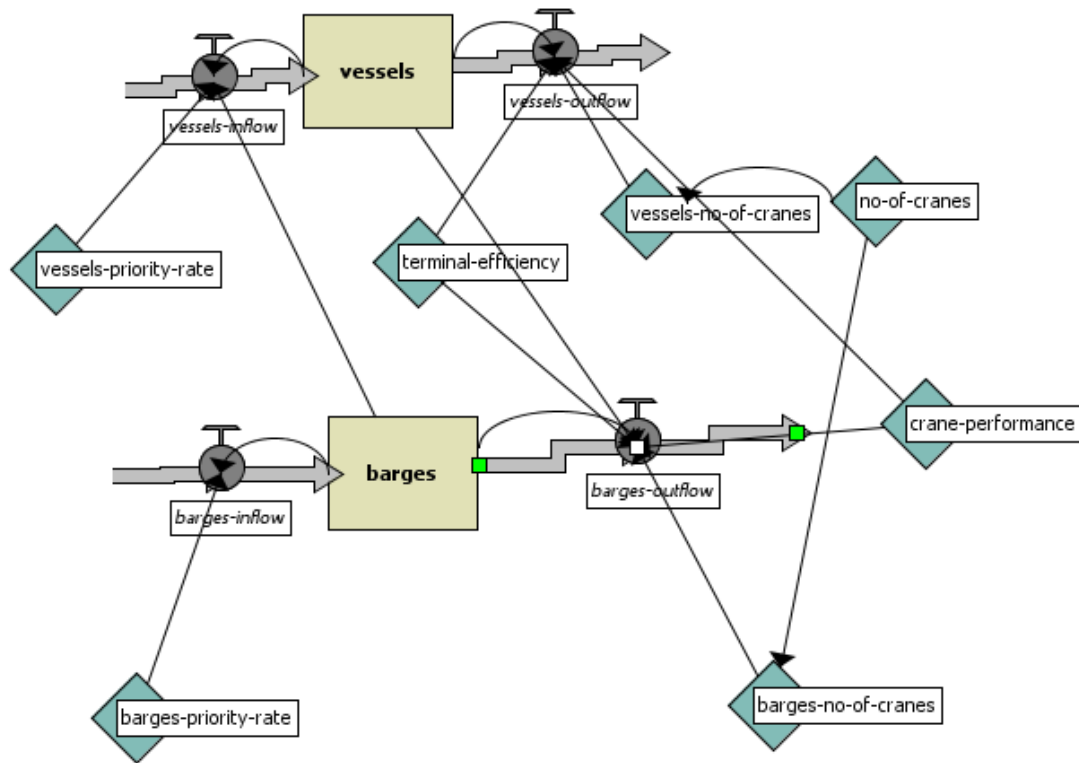 vessels
vessels-inflow
vessels-outflow
vessels-no-of-cranes
no-of-cranes
vessels-priority-rate
terminal-efficiency
crane-performance
barges
barges-inflow
barges-outflow
barges-priority-rate
barges-no-of-cranes